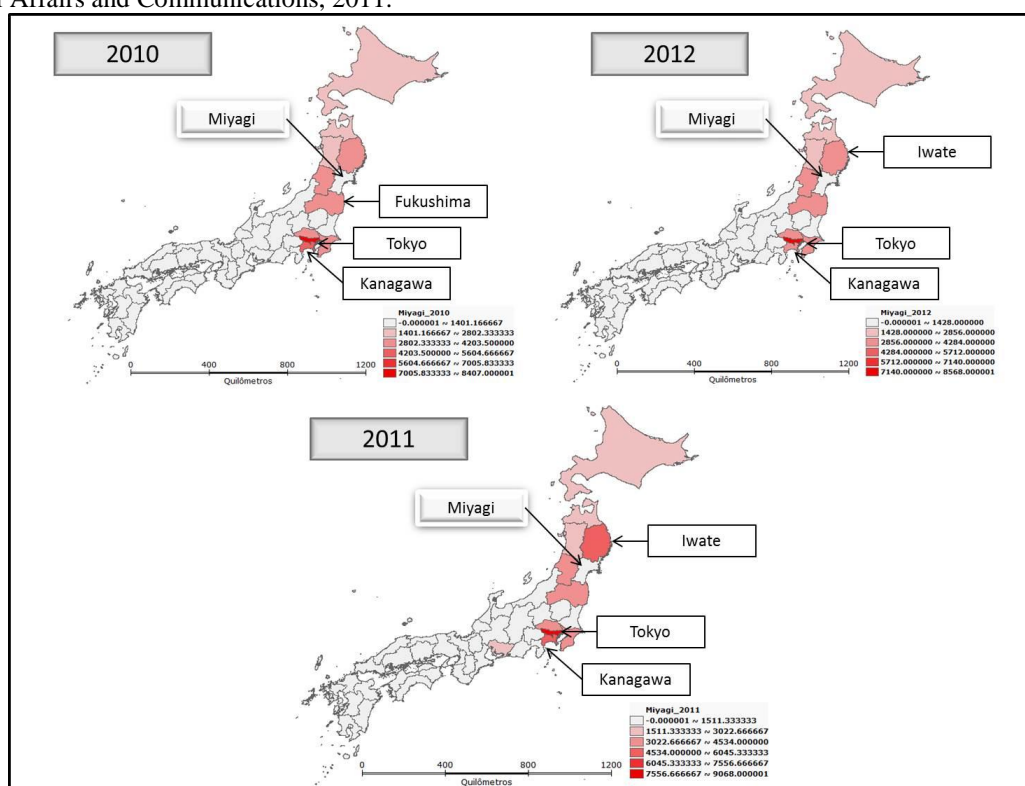 Affairs and Communications, 2011.
2010
Miyagi
Fukushima
Tokyo
Kanagawa
Miyagi_2010
-0.000001 ~ 1401.166667
1401.166667 ~ 2802.333333
2802.333333 ~ 4203.500000
4203.500000 ~ 5604.666667
5604.666667 ~ 7005.833333
7005.833333 ~ 8407.000001
0 400 800 1200
Quilômetros
2012
Miyagi
Iwate
Tokyo
Kanagawa
Miyagi_2012
-0.000001 ~ 1428.000000
1428.000000 ~ 2856.000000
2856.000000 ~ 4284.000000
4284.000000 ~ 5712.000000
5712.000000 ~ 7140.000000
7140.000000 ~ 8568.000001
0 400 800 1200
Quilômetros
2011
Miyagi
Iwate
Tokyo
Kanagawa
Miyagi_2011
-0.000001 ~ 1511.333333
1511.333333 ~ 3022.666667
3022.666667 ~ 4534.000000
4534.000000 ~ 6045.333333
6045.333333 ~ 7556.666667
7556.666667 ~ 9068.000001
0 400 800 1200
Quilômetros